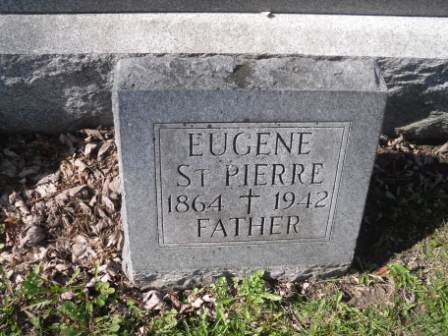 EUGENE
ST PIERRE
1864 † 1942
FATHER